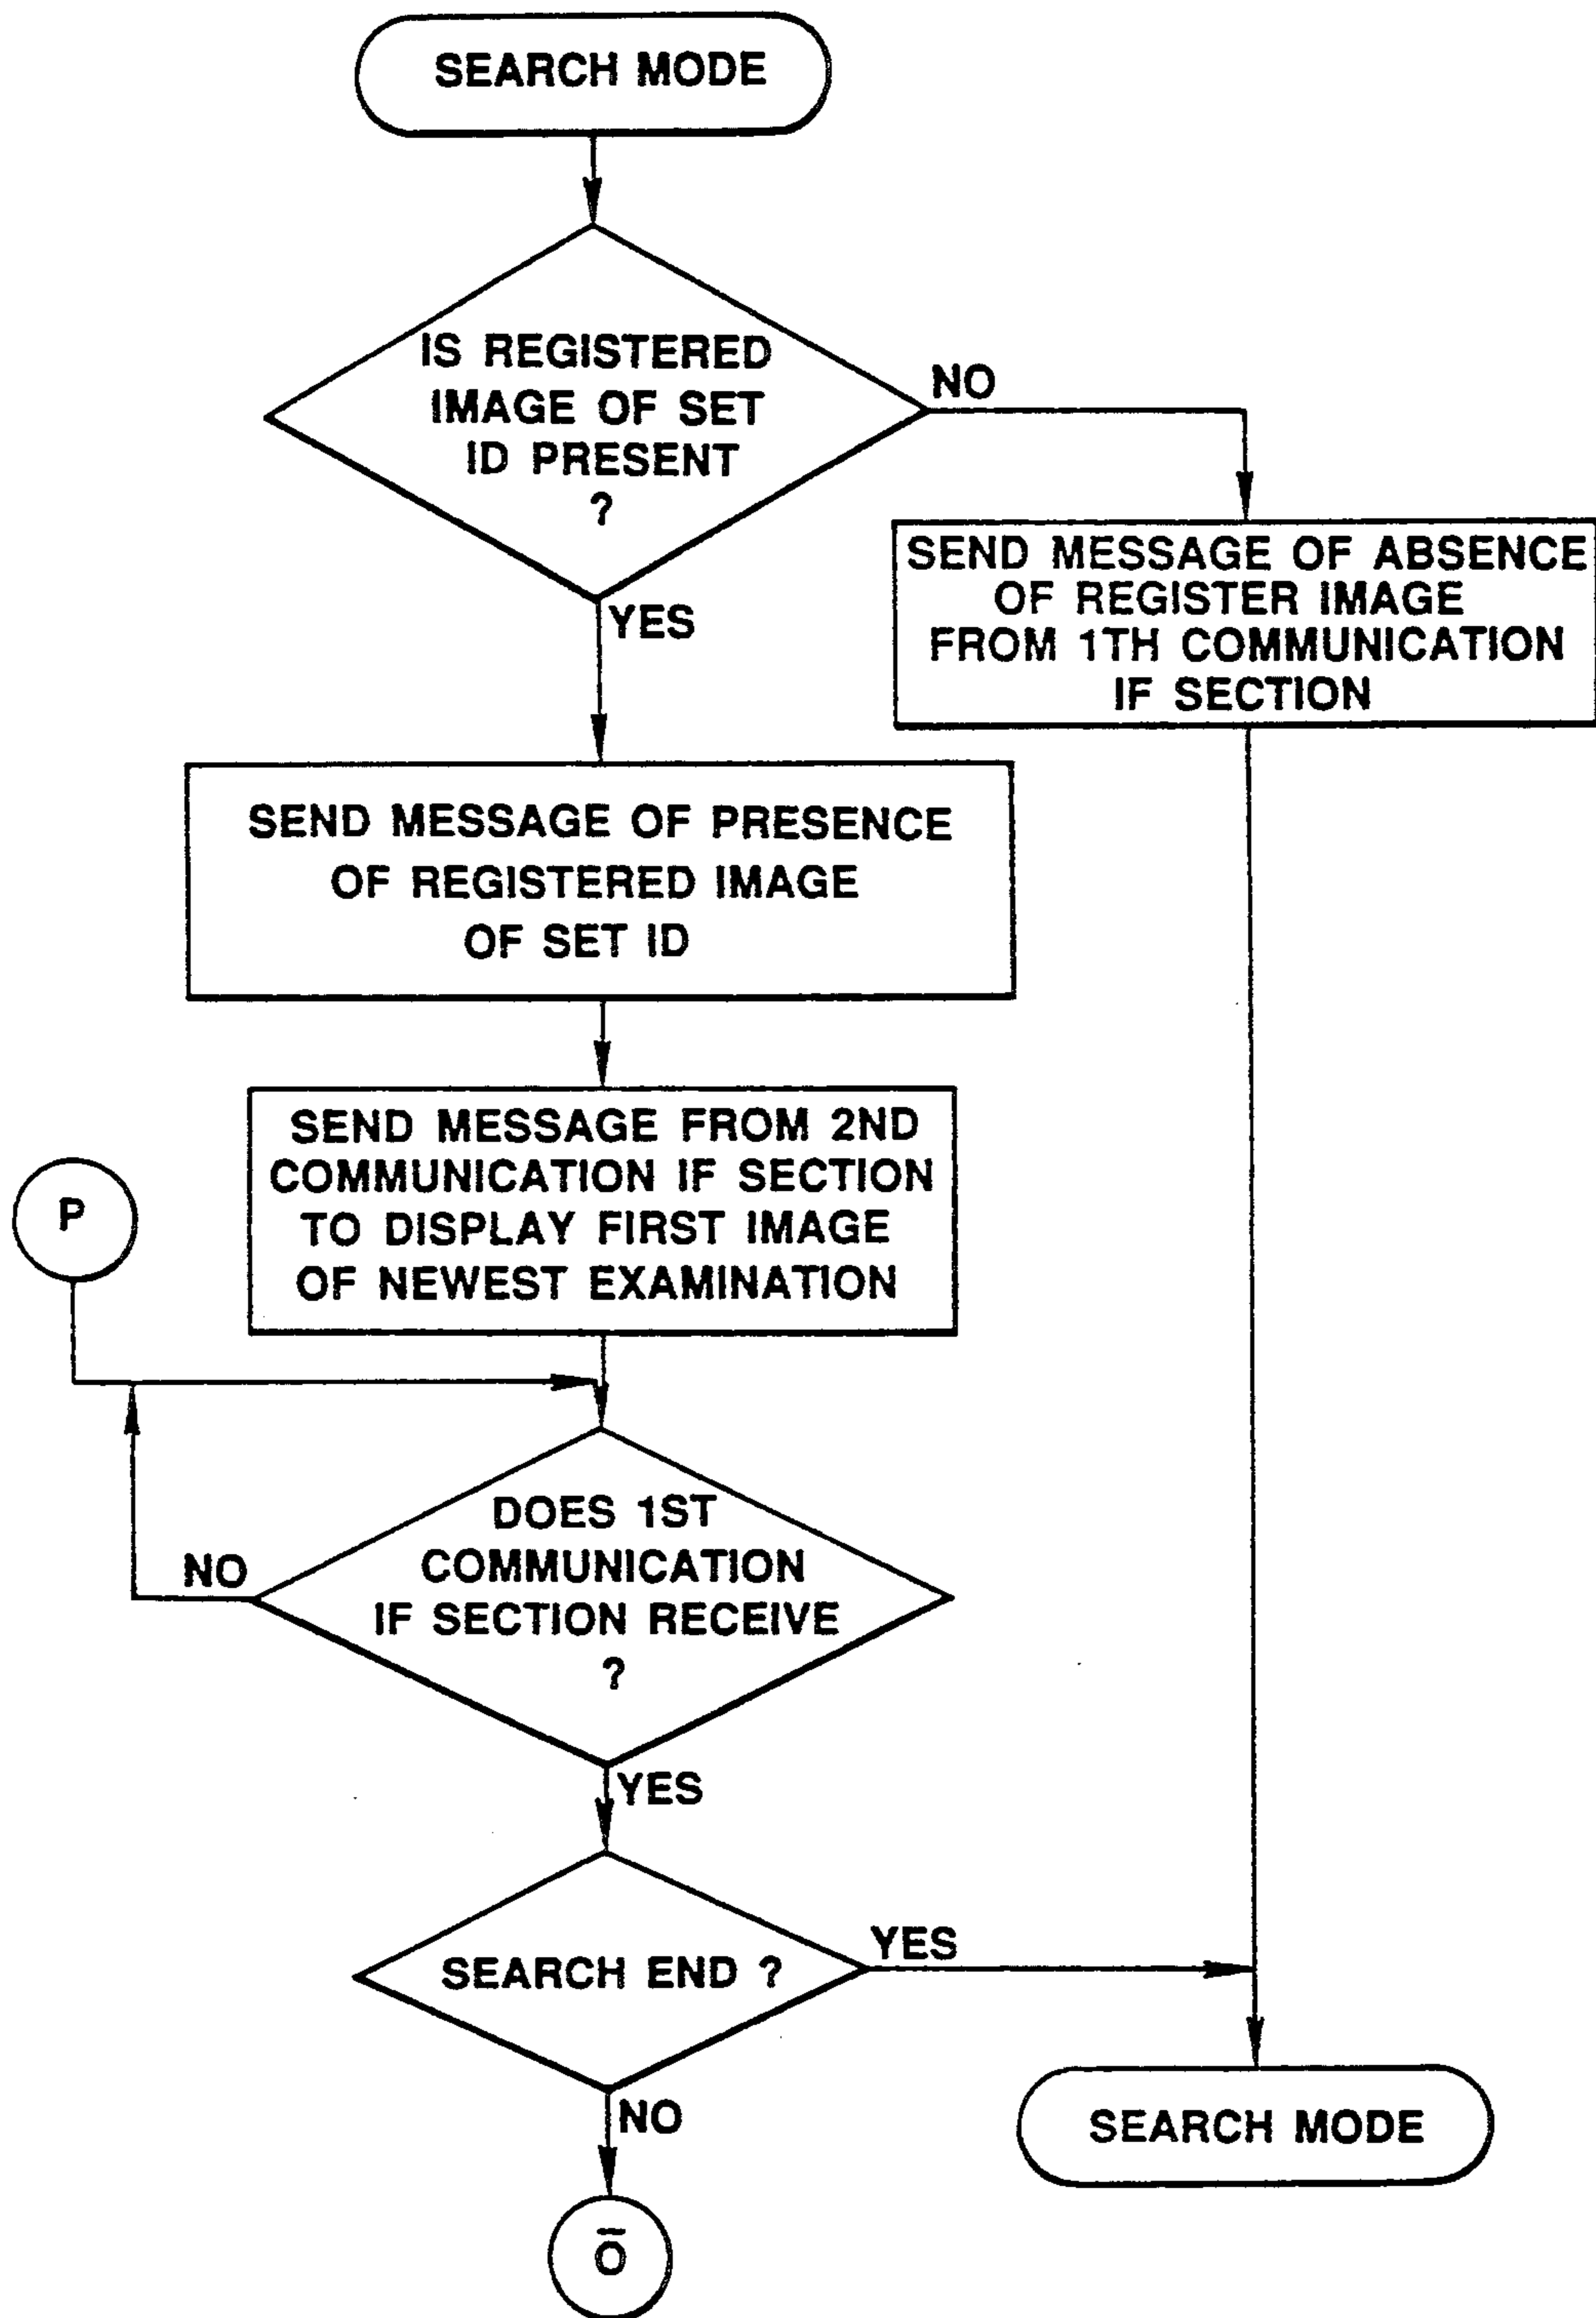 SEARCH MODE
IS REGISTERED
IMAGE OF SET
ID PRESENT
?
NO
YES
SEND MESSAGE OF ABSENCE
OF REGISTER IMAGE
FROM 1TH COMMUNICATION
IF SECTION
SEND MESSAGE OF PRESENCE
OF REGISTERED IMAGE
OF SET ID
SEND MESSAGE FROM 2ND
COMMUNICATION IF SECTION
TO DISPLAY FIRST IMAGE
OF NEWEST EXAMINATION
P
DOES 1ST
COMMUNICATION
IF SECTION RECEIVE
?
NO
YES
SEARCH END ?
YES
NO
SEARCH MODE
Ō